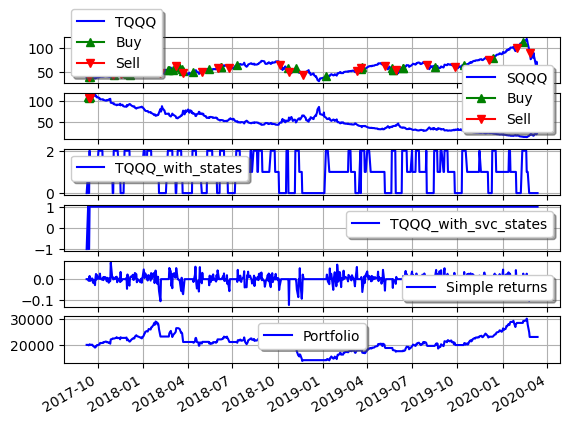 TQQQ
Buy
Sell
100
50
SQQQ
Buy
Sell
100
50
2
0
TQQQ_with_states
1
0
−1
TQQQ_with_svc_states
0.0
−0.1
Simple returns
30000
20000
Portfolio
2017-10 2018-01 2018-04 2018-07 2018-10 2019-01 2019-04 2019-07 2019-10 2020-01 2020-04